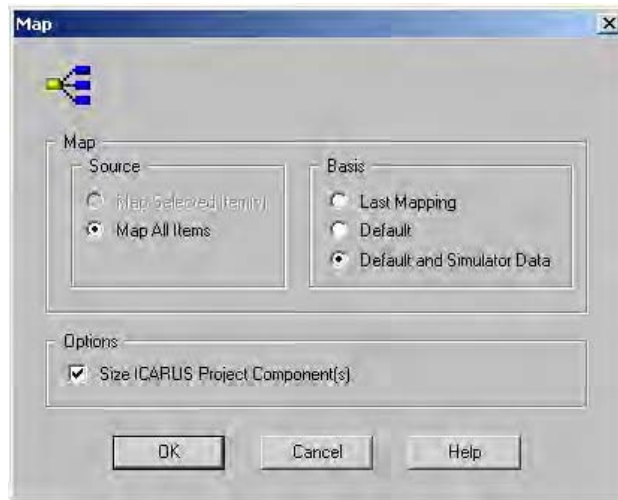 Map
Map
Source
Map Selected Item(s)
Map All Items
Basis
Last Mapping
Default
Default and Simulator Data
Options
Size ICARUS Project Component(s)
OK
Cancel
Help